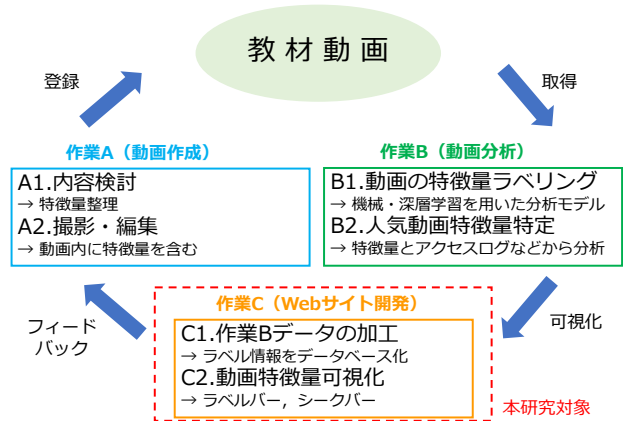 教材動画
登録
取得
作業A（動画作成）
A1.内容検討
→ 特徴量整理
A2.撮影・編集
→ 動画内に特徴量を含む
作業B（動画分析）
B1.動画の特徴量ラベリング
→ 機械・深層学習を用いた分析モデル
B2.人気動画特徴量特定
→ 特徴量とアクセスログなどから分析
フィード
バック
作業C（Webサイト開発）
C1.作業Bデータの加工
→ ラベル情報をデータベース化
C2.動画特徴量可視化
→ ラベルバー，シークバー
可視化
本研究対象